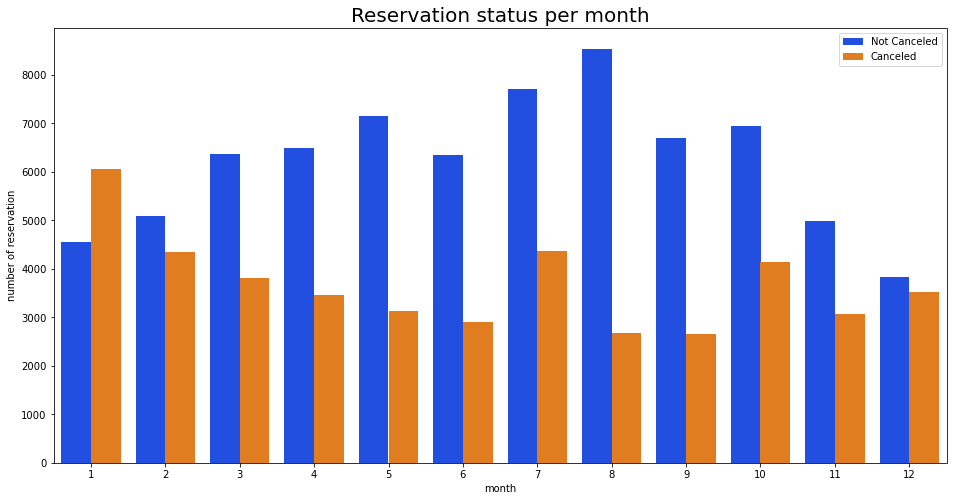 Reservation status per month
Not Canceled
Canceled
number of reservation
8000
7000
6000
5000
4000
3000
2000
1000
0
1 2 3 4 5 6 7 8 9 10 11 12
month